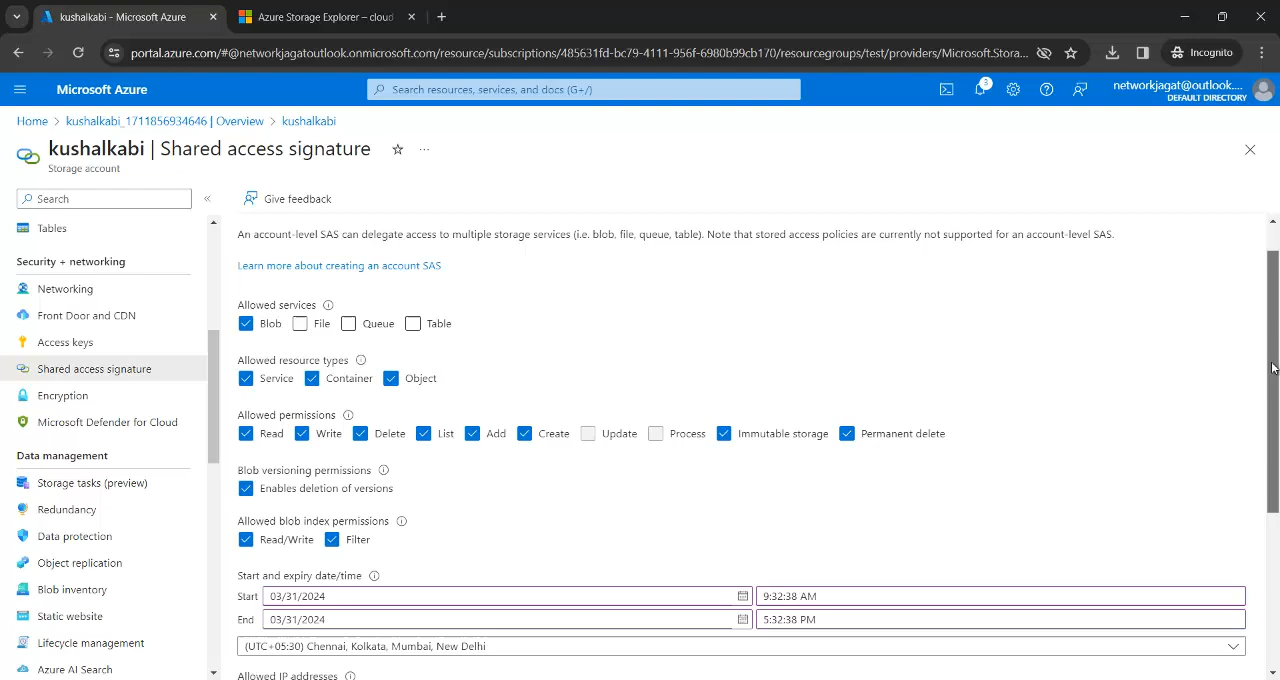 kushalkabi - Microsoft Azure
Azure Storage Explorer – cloud
portal.azure.com/#@networkjagatoutlook.onmicrosoft.com/resource/subscriptions/485631fd-bc79-4111-956f-6980b99cb170/resourcegroups/test/providers/Microsoft.Stora...
Incognito
Microsoft Azure
Search resources, services, and docs (G+/)
3
networkjagat@outlook....
DEFAULT DIRECTORY
Home > kushalkabi_1711856934646 | Overview > kushalkabi
kushalkabi | Shared access signature
Storage account
Search
Give feedback
Tables
Security + networking
Networking
Front Door and CDN
Access keys
Shared access signature
Encryption
Microsoft Defender for Cloud
Data management
Storage tasks (preview)
Redundancy
Data protection
Object replication
Blob inventory
Static website
Lifecycle management
Azure AI Search
An account-level SAS can delegate access to multiple storage services (i.e. blob, file, queue, table). Note that stored access policies are currently not supported for an account-level SAS.
Learn more about creating an account SAS
Allowed services
Blob File Queue Table
Allowed resource types
Service Container Object
Allowed permissions
Read Write Delete List Add Create Update Process Immutable storage Permanent delete
Blob versioning permissions
Enables deletion of versions
Allowed blob index permissions
Read/Write Filter
Start and expiry date/time
Start 03/31/2024 9:32:38 AM
End 03/31/2024 5:32:38 PM
(UTC+05:30) Chennai, Kolkata, Mumbai, New Delhi
Allowed IP addresses